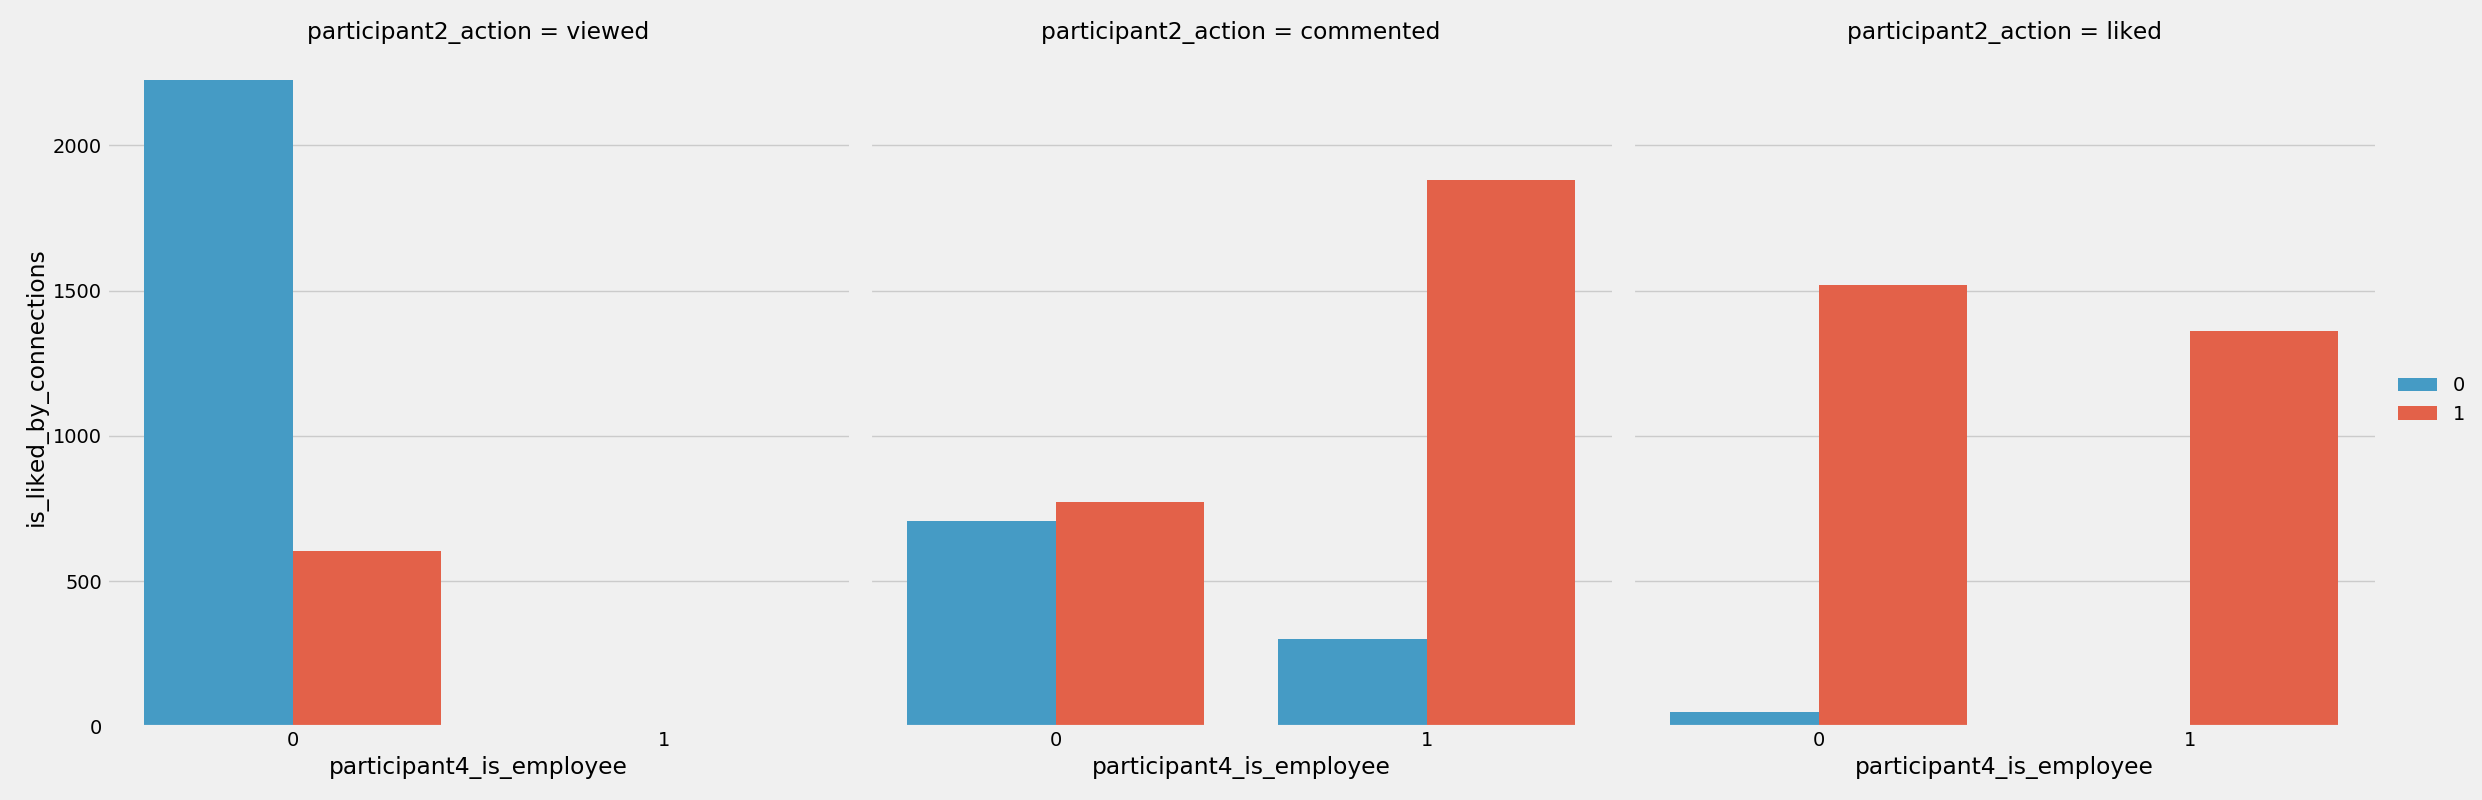 participant2_action = viewed
participant2_action = commented
participant2_action = liked
is_liked_by_connections
2000
1500
1000
500
0
0
1
0
1
0
1
participant4_is_employee
participant4_is_employee
participant4_is_employee
0
1